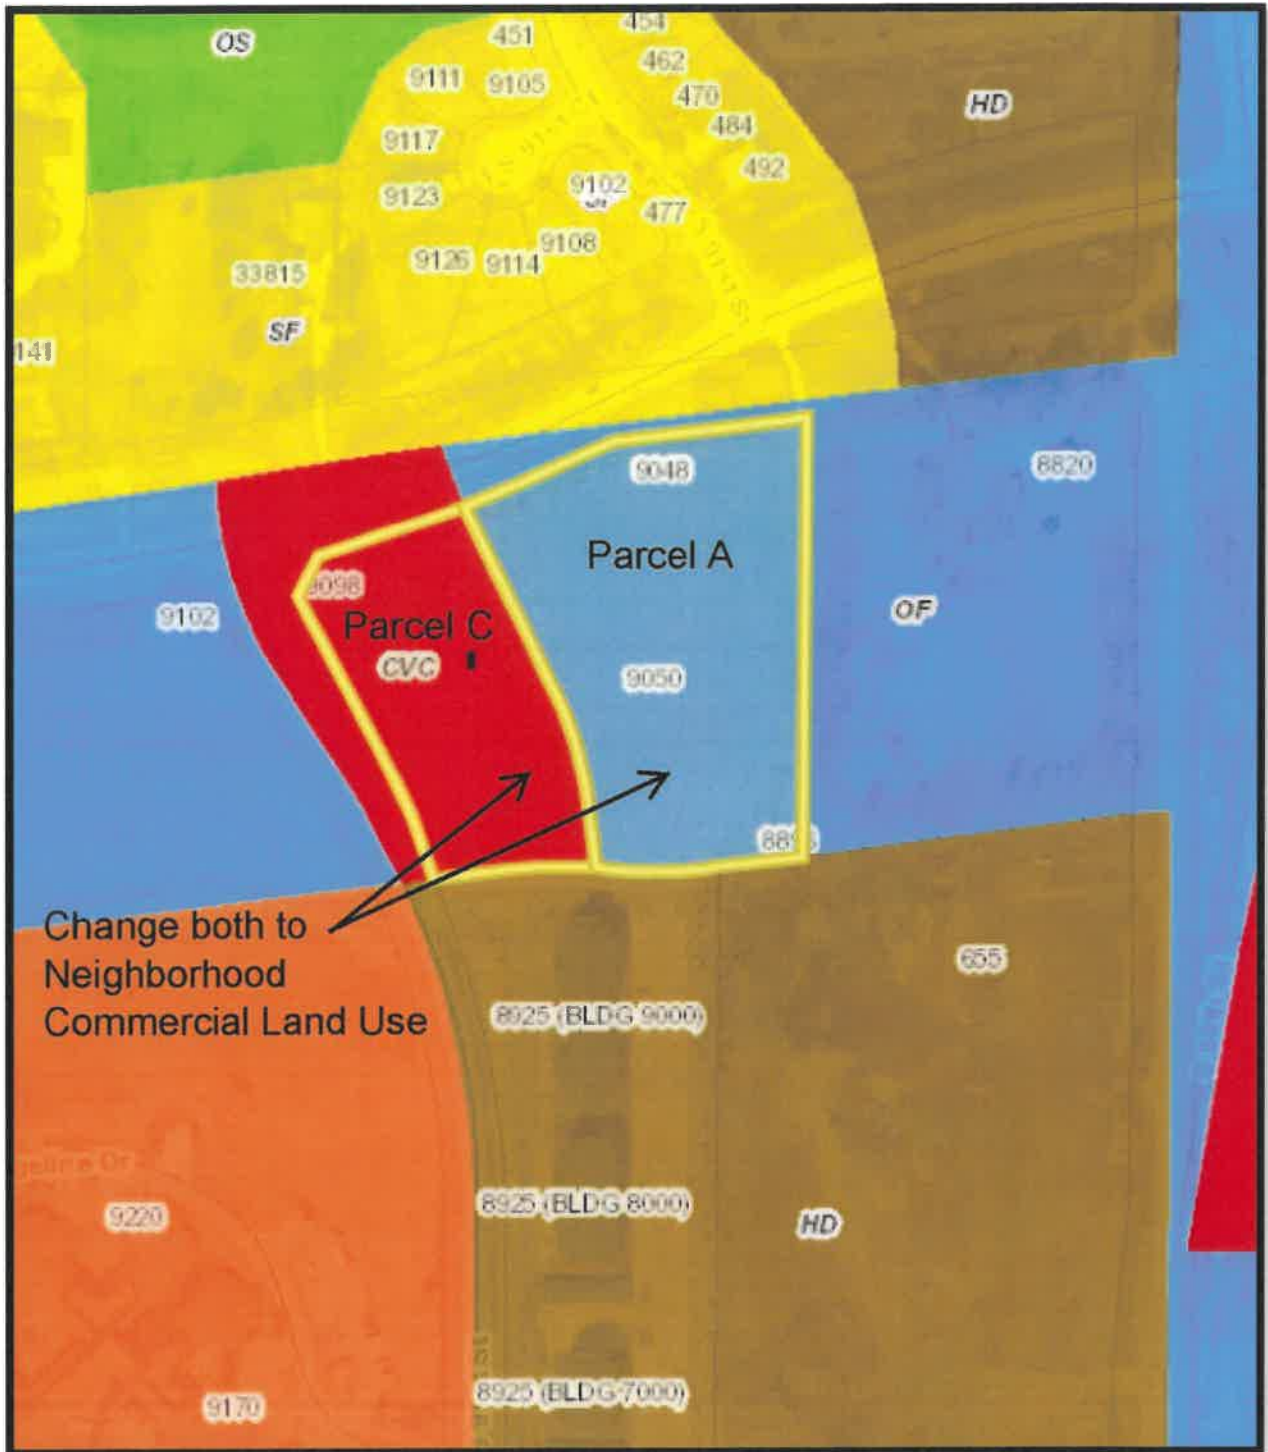 OS
451
454
9111
9105
462
470
HD
484
9117
492
9123
9102
477
9108
9126
9114
33815
SF
141
9048
8820
Parcel A
9098
9102
OF
Parcel C
CVC
9050
Change both to
Neighborhood
Commercial Land Use
655
8925 (BLDG 9000)
8925 (BLDG 8000)
9220
HD
8925 (BLDG 7000)
9170